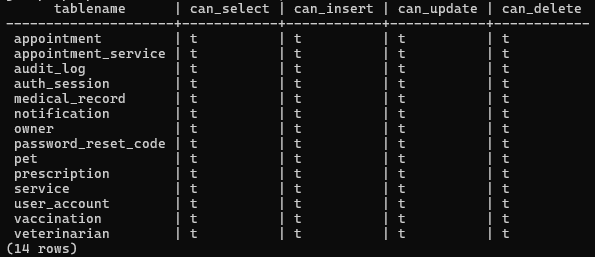 tablename | can_select | can_insert | can_update | can_delete
--------------------+------------+------------+------------+------------
appointment | t | t | t | t
appointment_service | t | t | t | t
audit_log | t | t | t | t
auth_session | t | t | t | t
medical_record | t | t | t | t
notification | t | t | t | t
owner | t | t | t | t
password_reset_code | t | t | t | t
pet | t | t | t | t
prescription | t | t | t | t
service | t | t | t | t
user_account | t | t | t | t
vaccination | t | t | t | t
veterinarian | t | t | t | t
(14 rows)